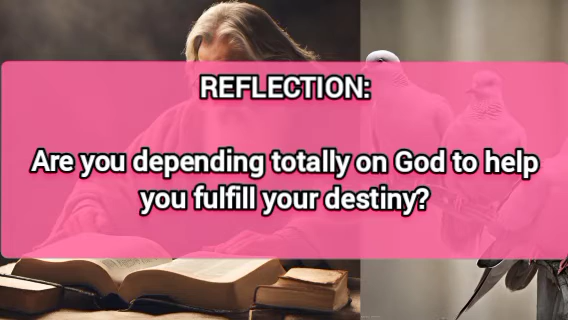 REFLECTION:
Are you depending totally on God to help
you fulfill your destiny?